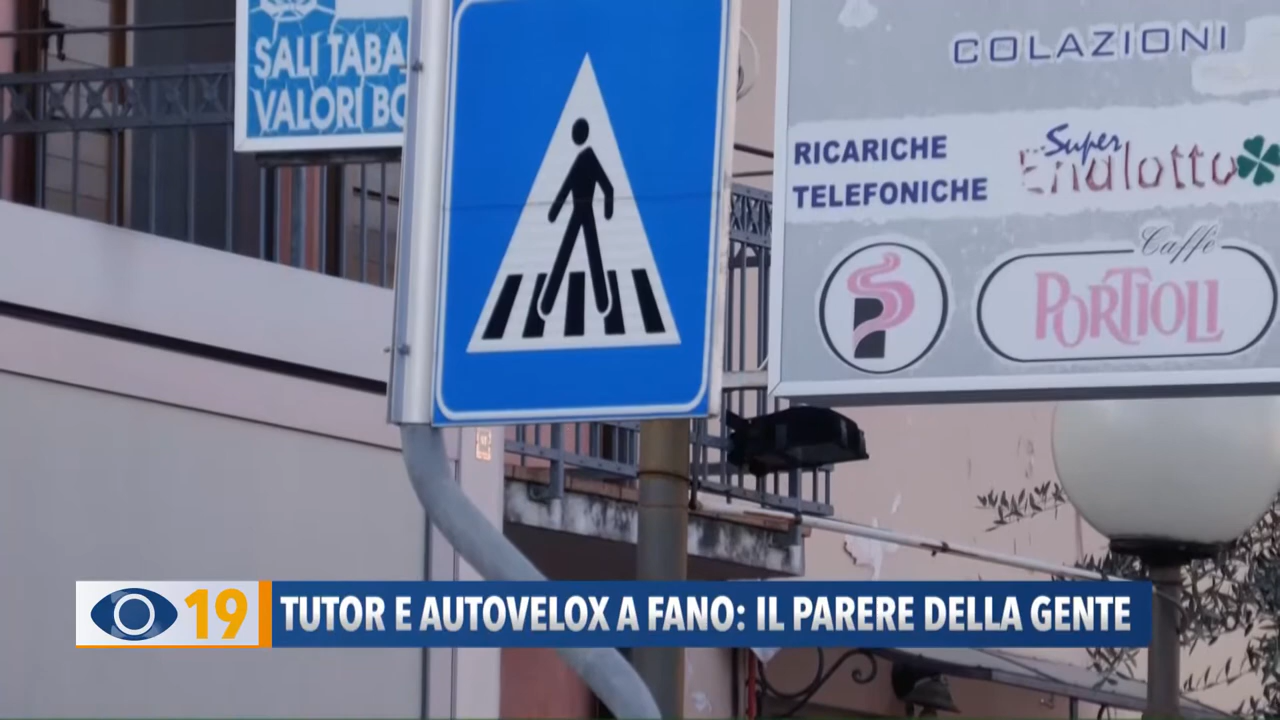 SALI TABA
VALORI BO
COLAZIONI
RICARICHE
TELEFONICHE
Super
Enalotto
Caffè
PORTIOLI
19
TUTOR E AUTOVELOX A FANO: IL PARERE DELLA GENTE